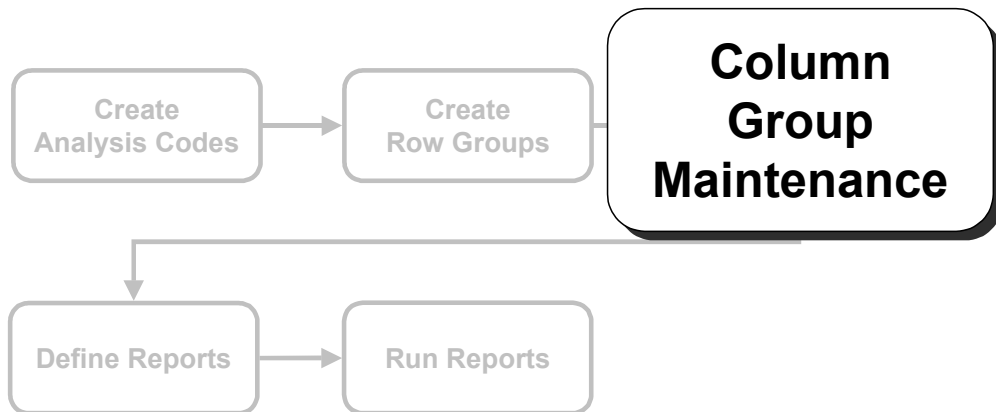 Create
Analysis Codes
Create
Row Groups
Column
Group
Maintenance
Define Reports
Run Reports